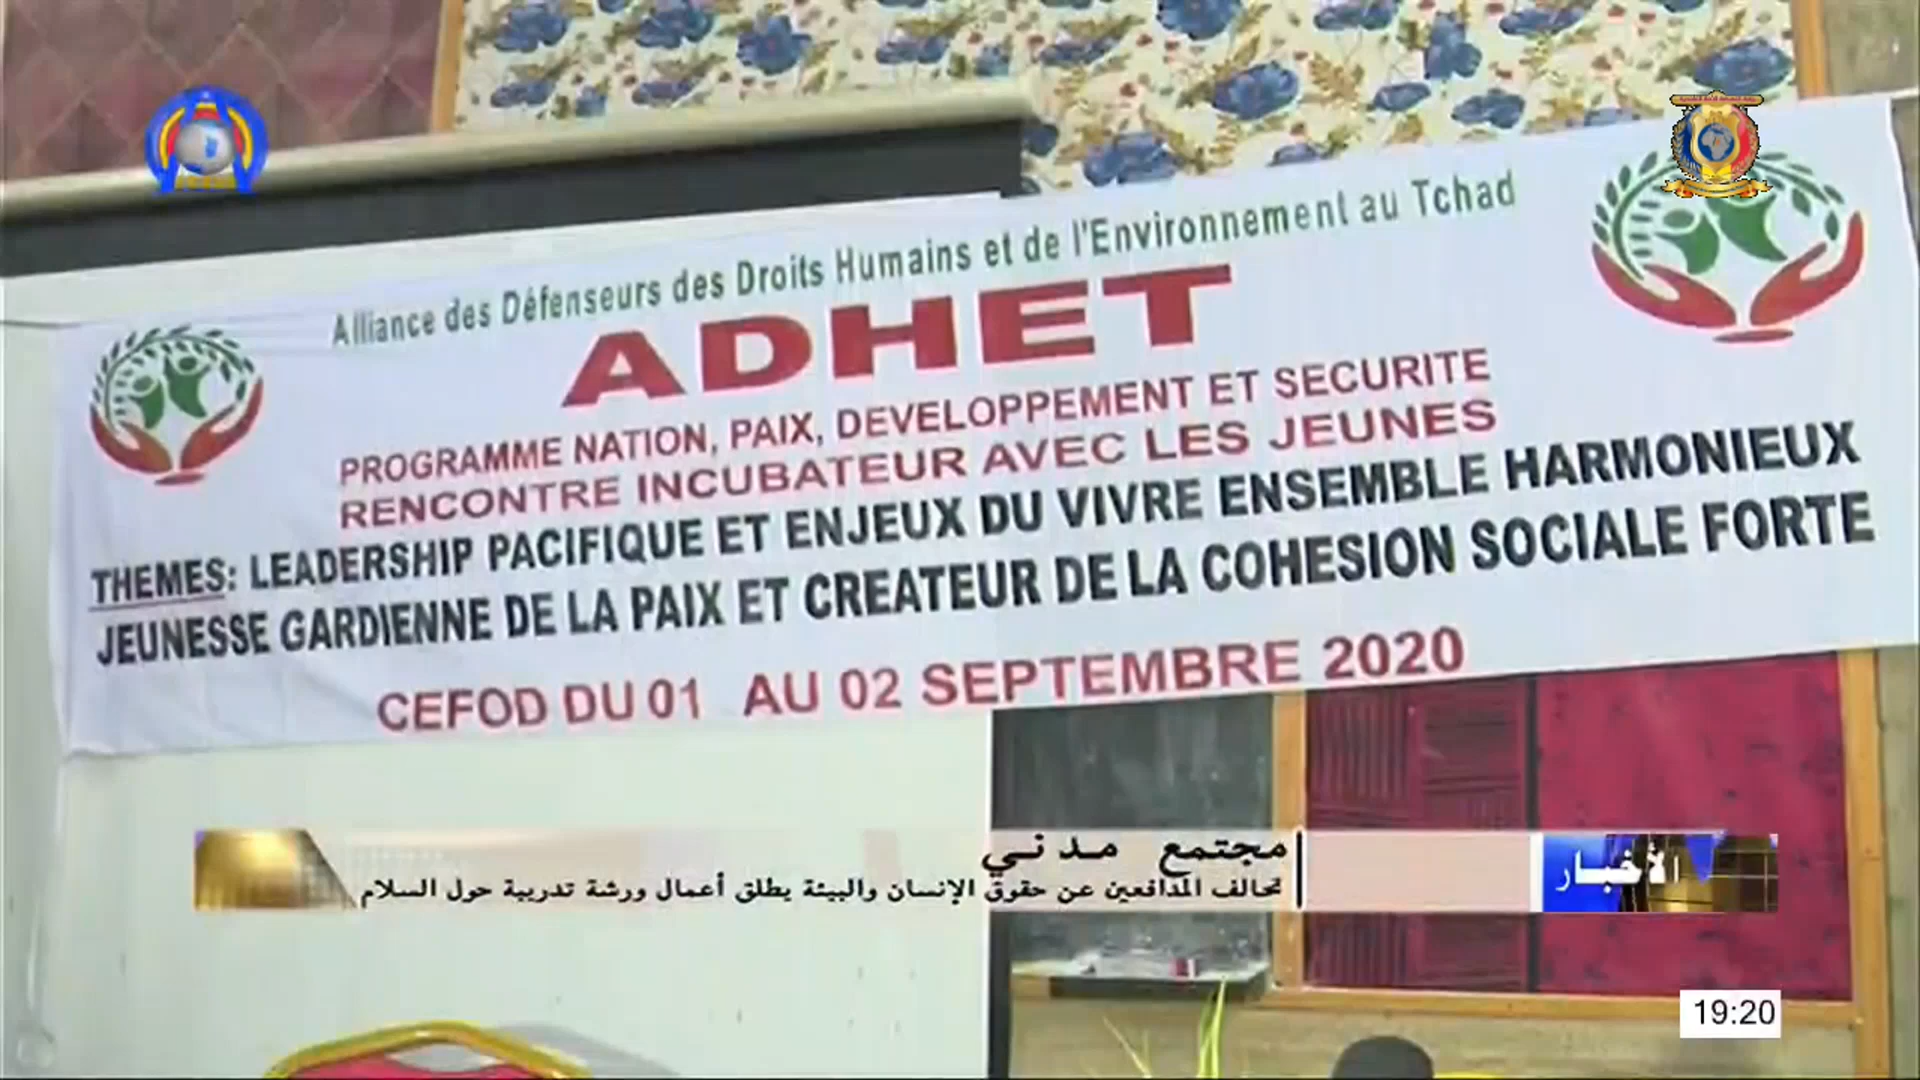 Alliance des Défenseurs des Droits Humains et de l'Environnement au Tchad
ADHET
PROGRAMME NATION, PAIX, DEVELOPPEMENT ET SECURITE
RENCONTRE INCUBATEUR AVEC LES JEUNES
THEMES: LEADERSHIP PACIFIQUE ET ENJEUX DU VIVRE ENSEMBLE HARMONIEUX
JEUNESSE GARDIENNE DE LA PAIX ET CREATEUR DE LA COHESION SOCIALE FORTE
CEFOD DU 01 AU 02 SEPTEMBRE 2020
الأخبار
مجتمع مدني
تحالف المدافعين عن حقوق الإنسان والبيئة يطلق أعمال ورشة تدريبة حول السلام
19:20